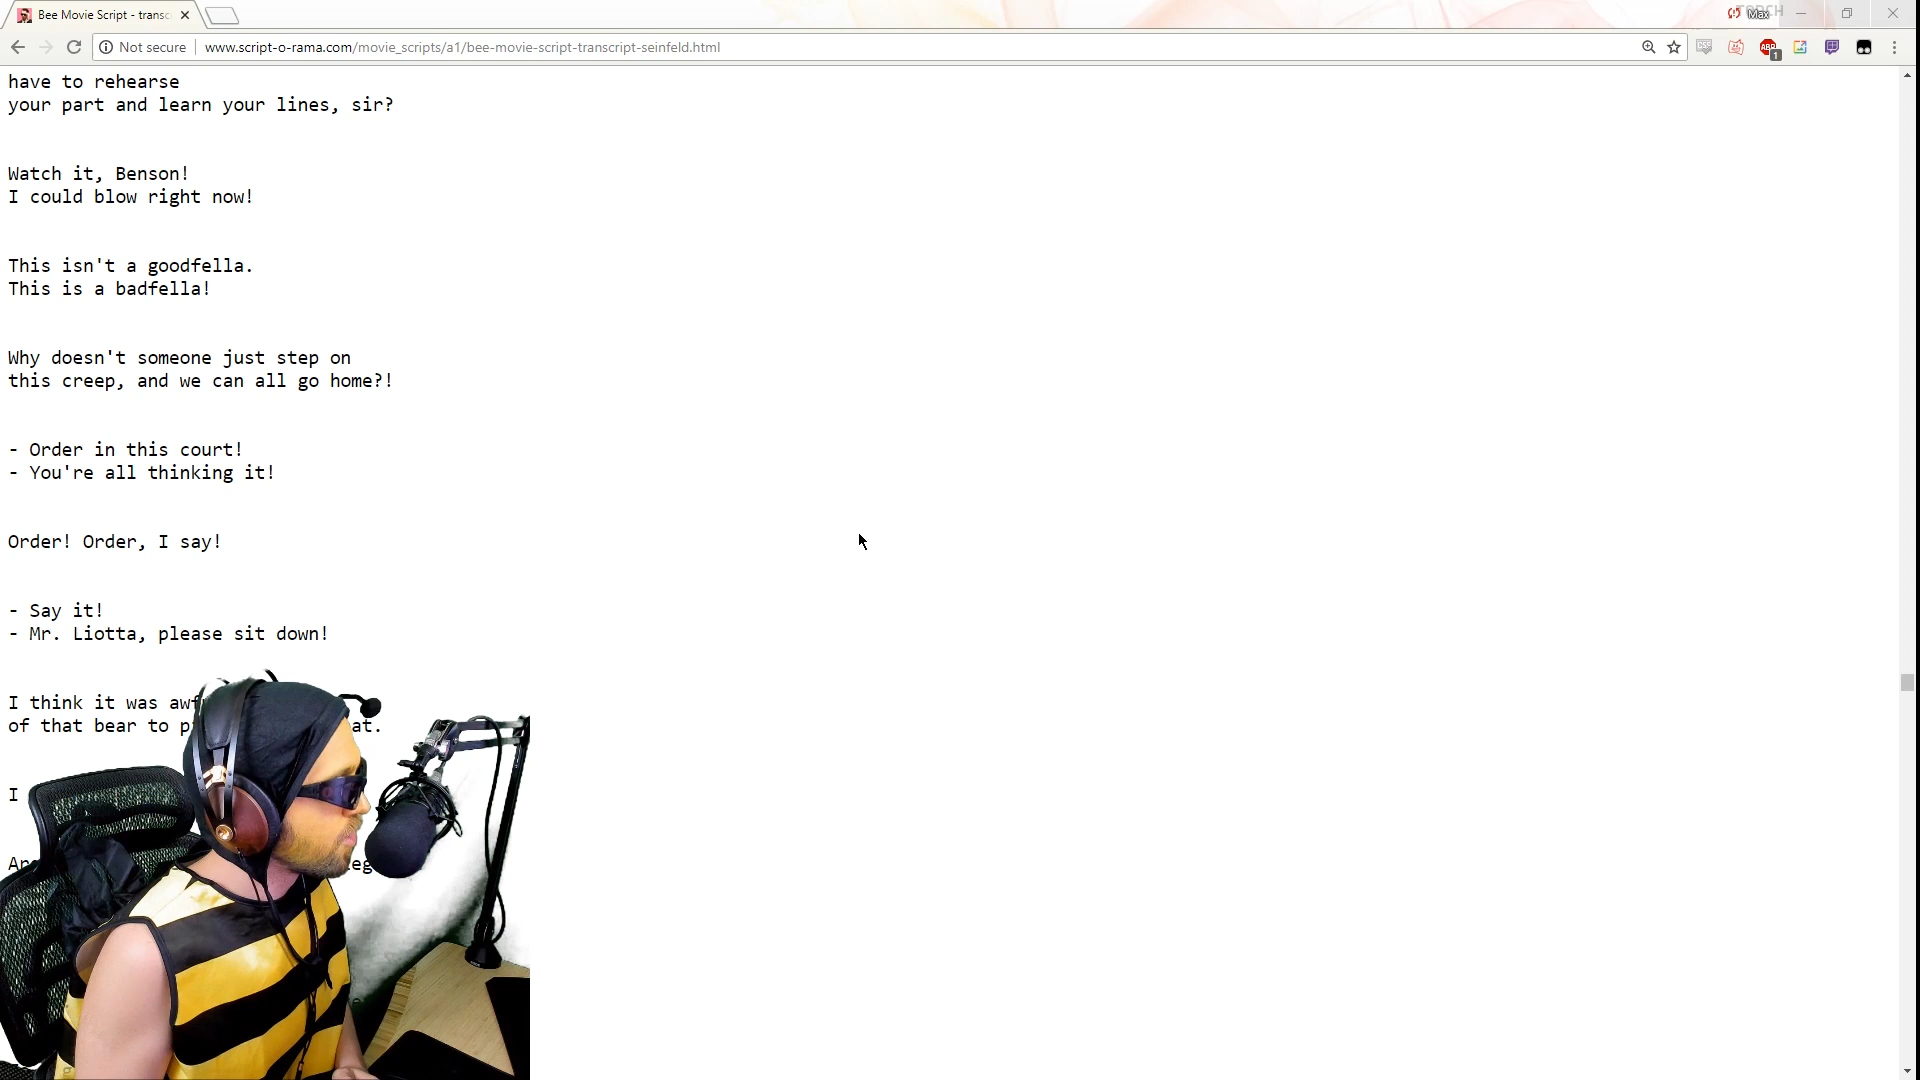 Bee Movie Script - transc
Max
Not secure
www.script-o-rama.com/movie_scripts/a1/bee-movie-script-transcript-seinfeld.html
ABP
1
have to rehearse
your part and learn your lines, sir?
Watch it, Benson!
I could blow right now!
This isn't a goodfella.
This is a badfella!
Why doesn't someone just step on
this creep, and we can all go home?!
- Order in this court!
- You're all thinking it!
Order! Order, I say!
- Say it!
- Mr. Liotta, please sit down!
I think it was
of that bear to
I